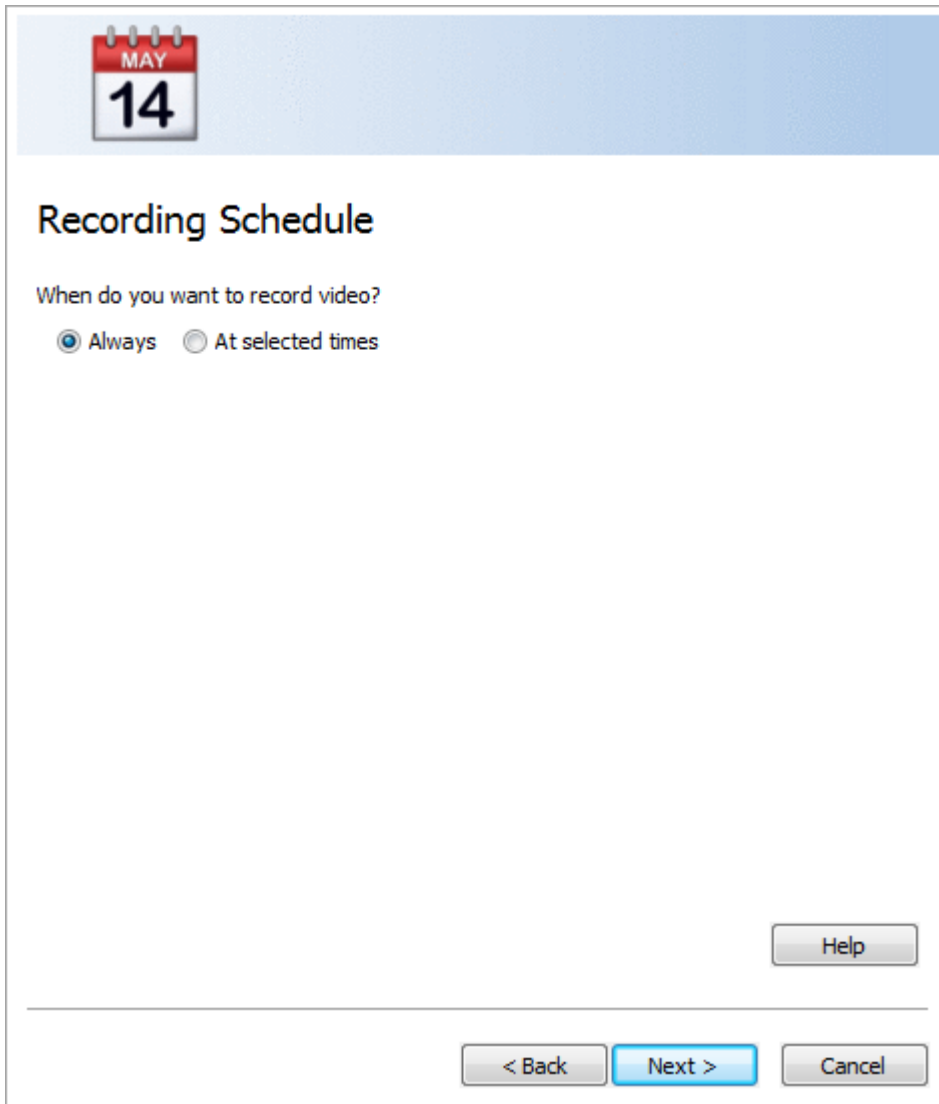 MAY
14
Recording Schedule
When do you want to record video?
Always At selected times
Help
< Back Next > Cancel